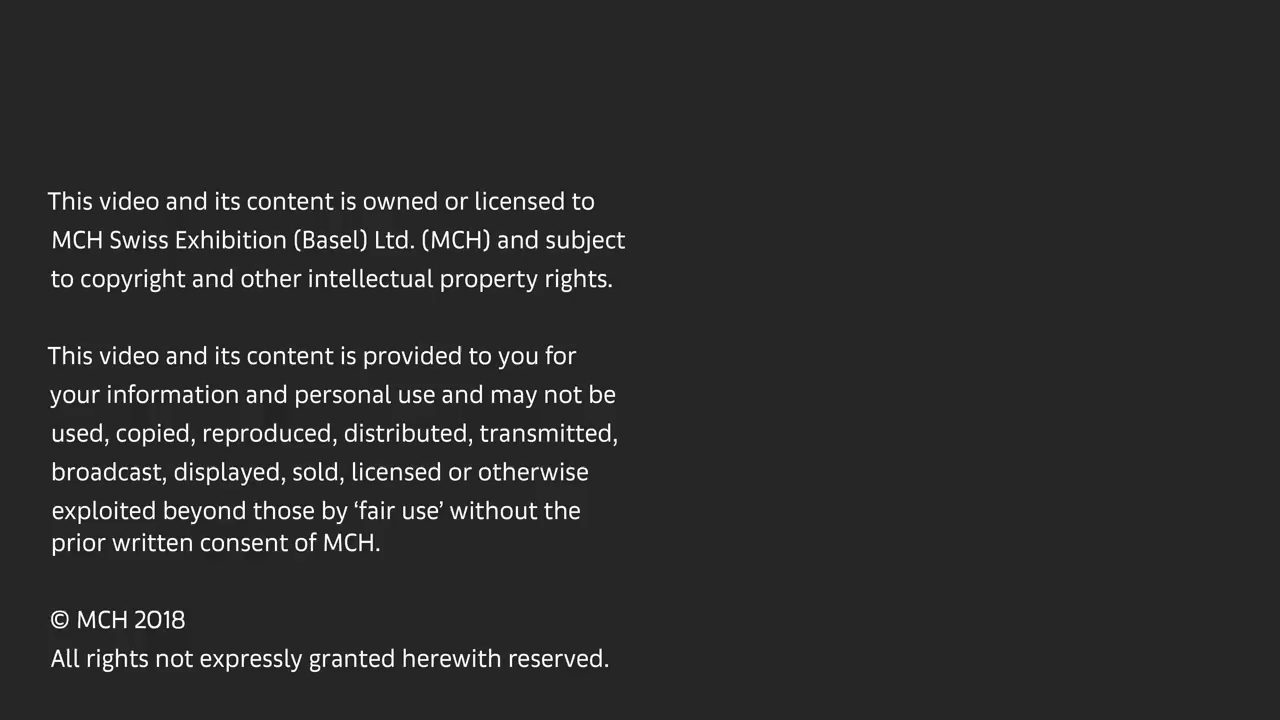 This video and its content is owned or licensed to
MCH Swiss Exhibition (Basel) Ltd. (MCH) and subject
to copyright and other intellectual property rights.
This video and its content is provided to you for
your information and personal use and may not be
used, copied, reproduced, distributed, transmitted,
broadcast, displayed, sold, licensed or otherwise
exploited beyond those by ‘fair use’ without the
prior written consent of MCH.
© MCH 2018
All rights not expressly granted herewith reserved.